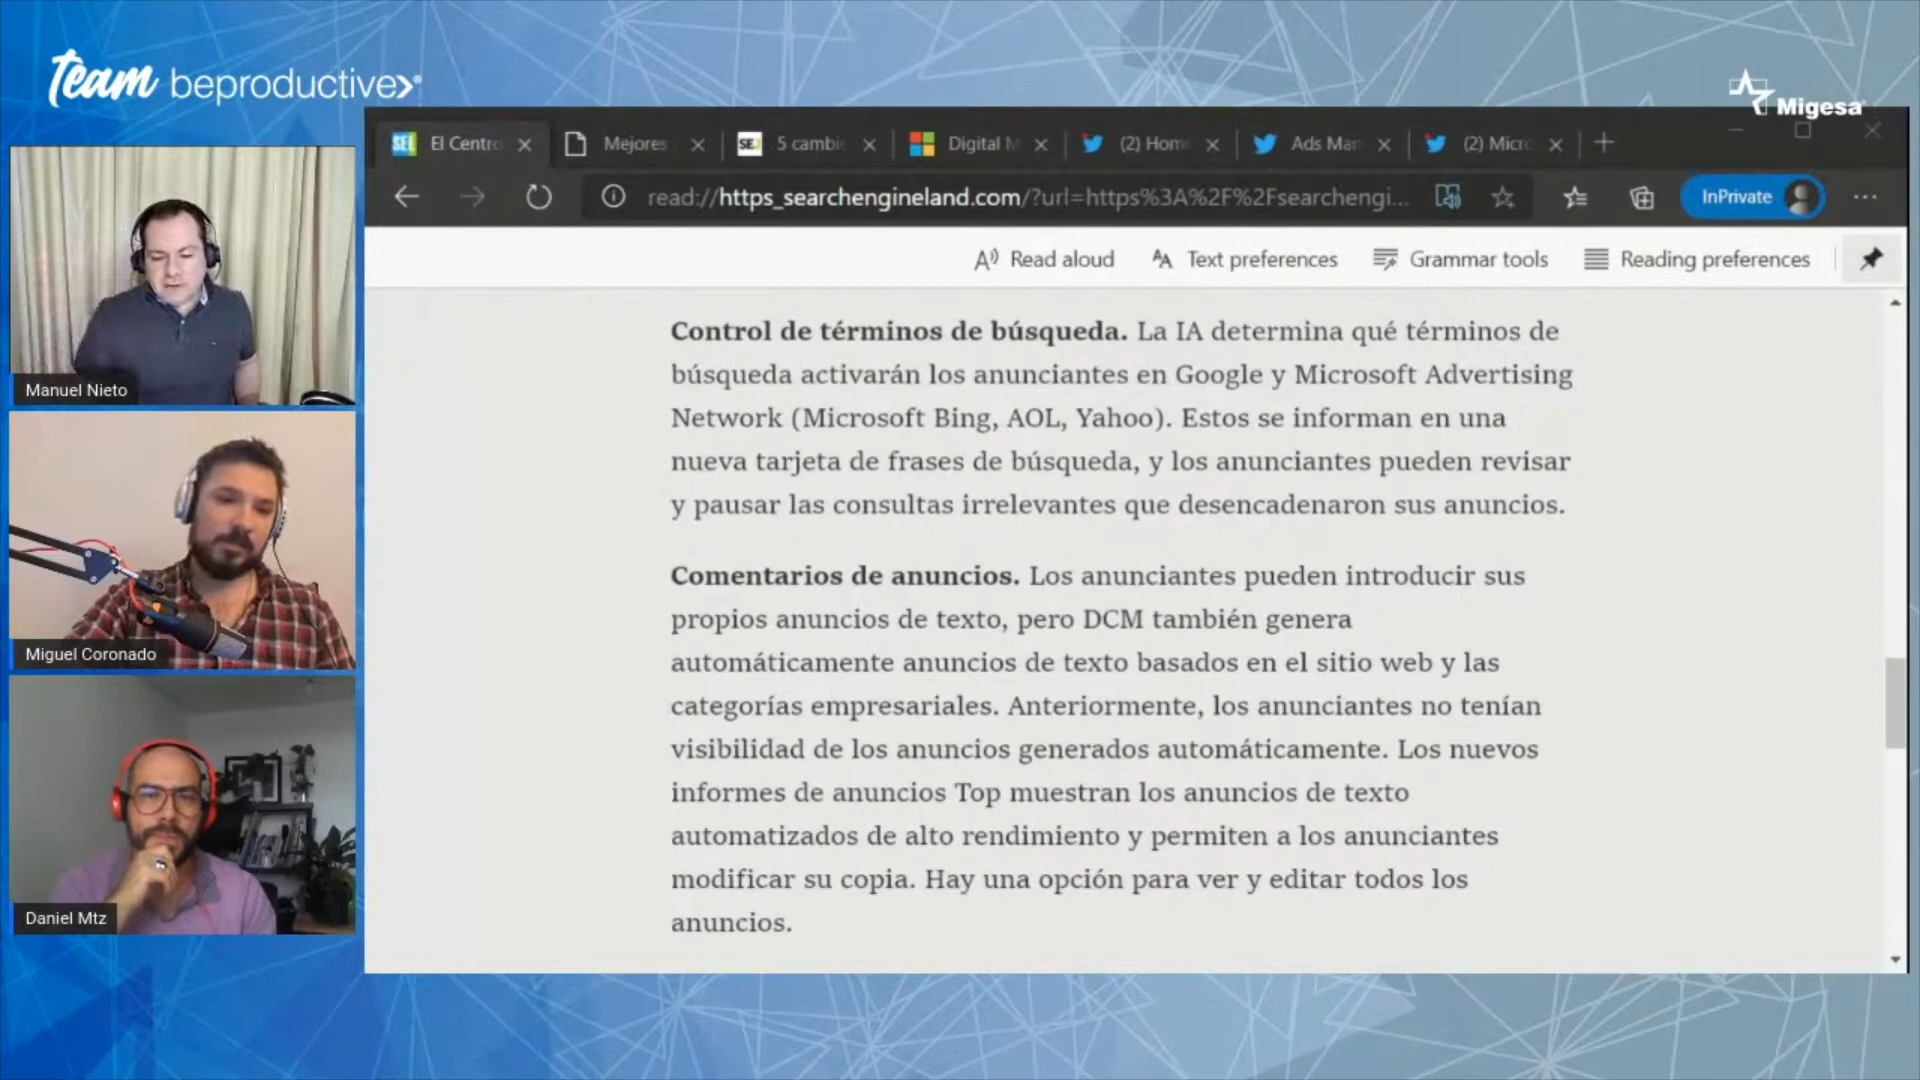 team beproductive
Migesa
El Centro
Mejores
5 cambi
Digital M
(2) Hom
Ads Man
(2) Micro
read://https_searchengineland.com/?url=https%3A%2F%2Fsearchengi...
InPrivate
Read aloud
Text preferences
Grammar tools
Reading preferences
Manuel Nieto
Miguel Coronado
Daniel Mtz
Control de términos de búsqueda. La IA determina qué términos de
búsqueda activarán los anunciantes en Google y Microsoft Advertising
Network (Microsoft Bing, AOL, Yahoo). Estos se informan en una
nueva tarjeta de frases de búsqueda, y los anunciantes pueden revisar
y pausar las consultas irrelevantes que desencadenaron sus anuncios.
Comentarios de anuncios. Los anunciantes pueden introducir sus
propios anuncios de texto, pero DCM también genera
automáticamente anuncios de texto basados en el sitio web y las
categorías empresariales. Anteriormente, los anunciantes no tenían
visibilidad de los anuncios generados automáticamente. Los nuevos
informes de anuncios Top muestran los anuncios de texto
automatizados de alto rendimiento y permiten a los anunciantes
modificar su copia. Hay una opción para ver y editar todos los
anuncios.